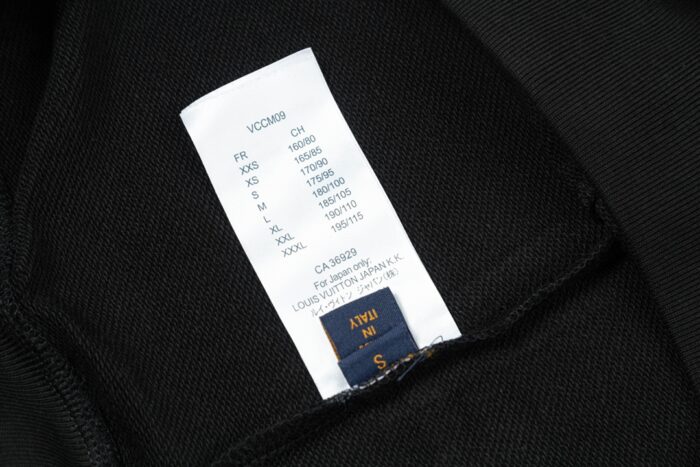 VCCM09
FR CH
XXS 160/80
XS 165/85
S 170/90
M 175/95
L 180/100
XL 185/105
XXL 190/110
XXXL 195/115
CA 36929
For Japan only:
LOUIS VUITTON JAPAN K.K.
ルイ・ヴィトン ジャパン(株)
IN
ITALY
S